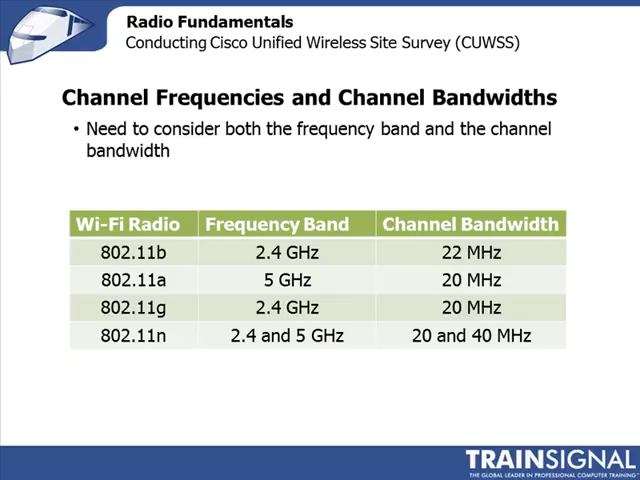 Radio Fundamentals
Conducting Cisco Unified Wireless Site Survey (CUWSS)
Channel Frequencies and Channel Bandwidths
• Need to consider both the frequency band and the channel
bandwidth
Wi-Fi Radio Frequency Band Channel Bandwidth
802.11b 2.4 GHz 22 MHz
802.11a 5 GHz 20 MHz
802.11g 2.4 GHz 20 MHz
802.11n 2.4 and 5 GHz 20 and 40 MHz
TRAINSIGNAL
THE GLOBAL LEADER IN PROFESSIONAL COMPUTER TRAINING